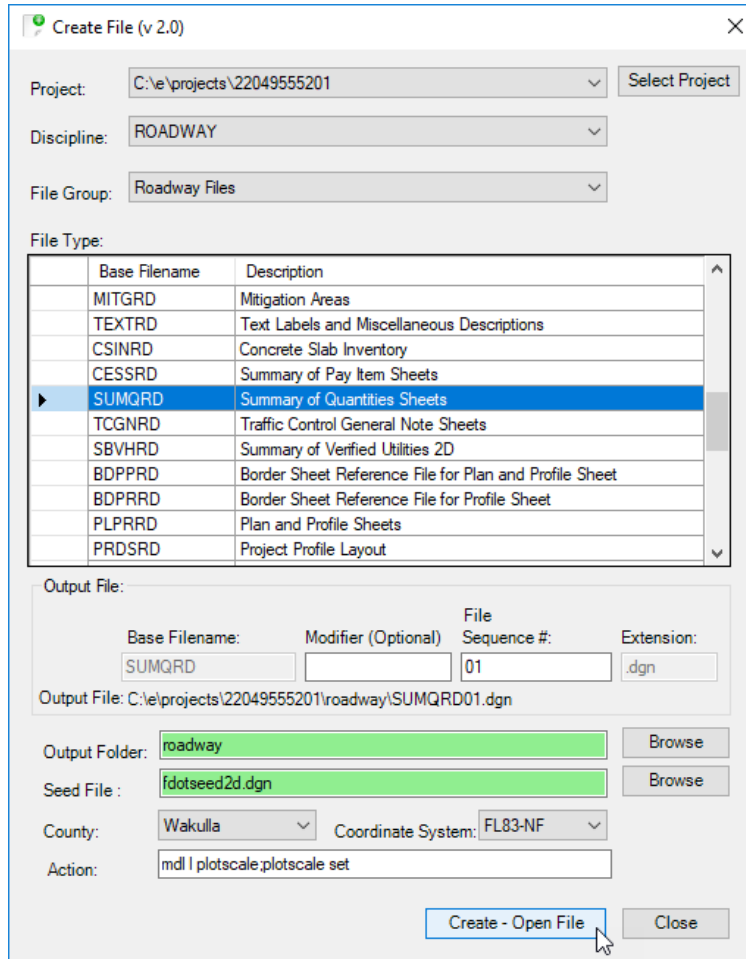 Create File (v 2.0)
Project: C:\e\projects\22049555201 Select Project
Discipline: ROADWAY
File Group: Roadway Files
File Type:
Base Filename Description
MITGRD Mitigation Areas
TEXTRD Text Labels and Miscellaneous Descriptions
CSINRD Concrete Slab Inventory
CESSRD Summary of Pay Item Sheets
SUMQRD Summary of Quantities Sheets
TCGNRD Traffic Control General Note Sheets
SBVHRD Summary of Verified Utilities 2D
BDPPRD Border Sheet Reference File for Plan and Profile Sheet
BDPRRD Border Sheet Reference File for Profile Sheet
PLPRRD Plan and Profile Sheets
PRDSRD Project Profile Layout
Output File:
File
Base Filename: Modifier (Optional) Sequence #: Extension:
SUMQRD 01 .dgn
Output File: C:\e\projects\22049555201\roadway\SUMQRD01.dgn
Output Folder: roadway Browse
Seed File : fdotseed2d.dgn Browse
County: Wakulla Coordinate System: FL83-NF
Action: mdl l plotscale;plotscale set
Create - Open File Close